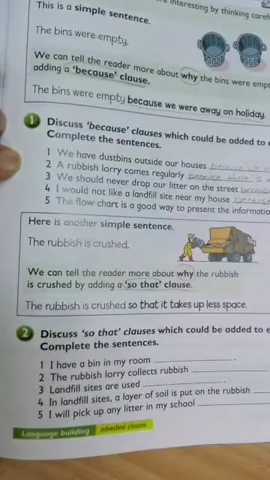 interesting by thinking
This is a simple sentence.
The bins were empty.
We can tell the reader more about why the bins were
adding a 'because' clause.
The bins were empty because we were away on holiday.
1 Discuss 'because' clauses which could be added to
Complete the sentences.
1 We have dustbins outside our houses because
2 A rubbish lorry comes regularly because there is
3 We should never drop our litter on the street
4 I would not like a landfill site near my house
5 The flow chart is a good way to present the
Here is another simple sentence.
The rubbish is crushed.
We can tell the reader more about why the rubbish
is crushed by adding a 'so that' clause.
The rubbish is crushed so that it takes up less space.
2 Discuss 'so that' clauses which could be added to
Complete the sentences.
1 I have a bin in my room
2 The rubbish lorry collects rubbish
3 Landfill sites are used
4 In landfill sites, a layer of soil is put on the rubbish
5 I will pick up any litter in my school
Language building adverbial clauses